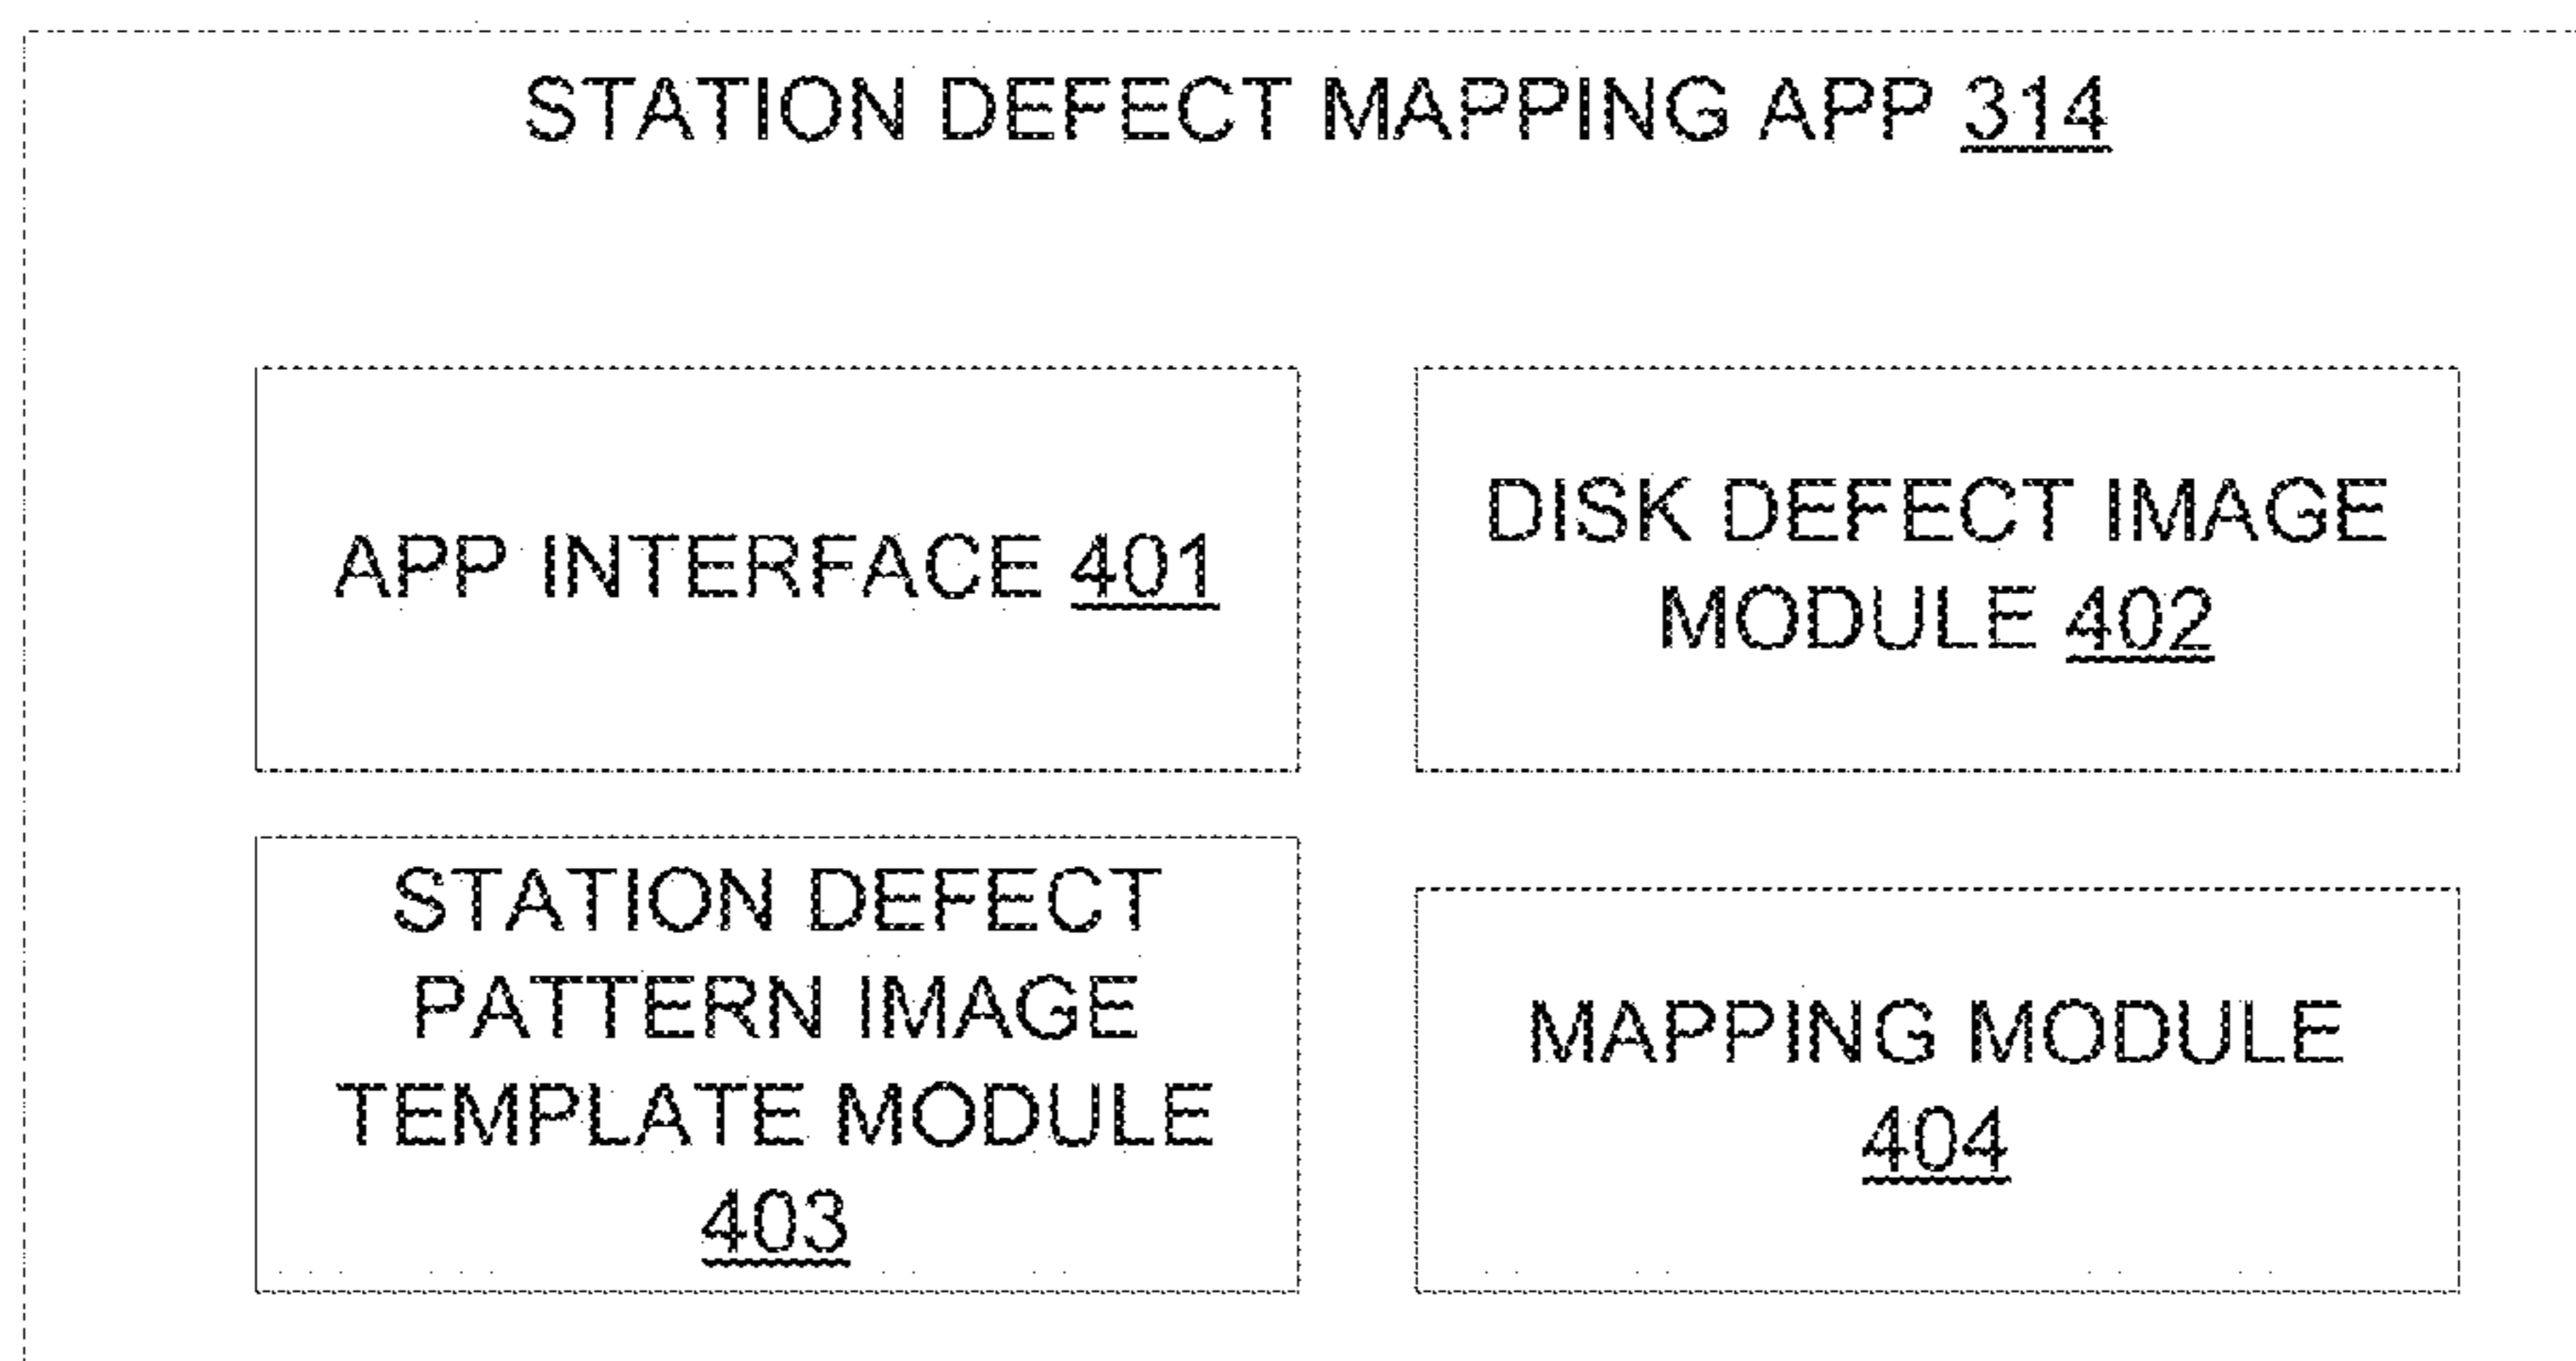 STATION DEFECT MAPPING APP 314
APP INTERFACE 401
DISK DEFECT IMAGE
MODULE 402
STATION DEFECT
PATTERN IMAGE
TEMPLATE MODULE
403
MAPPING MODULE
404